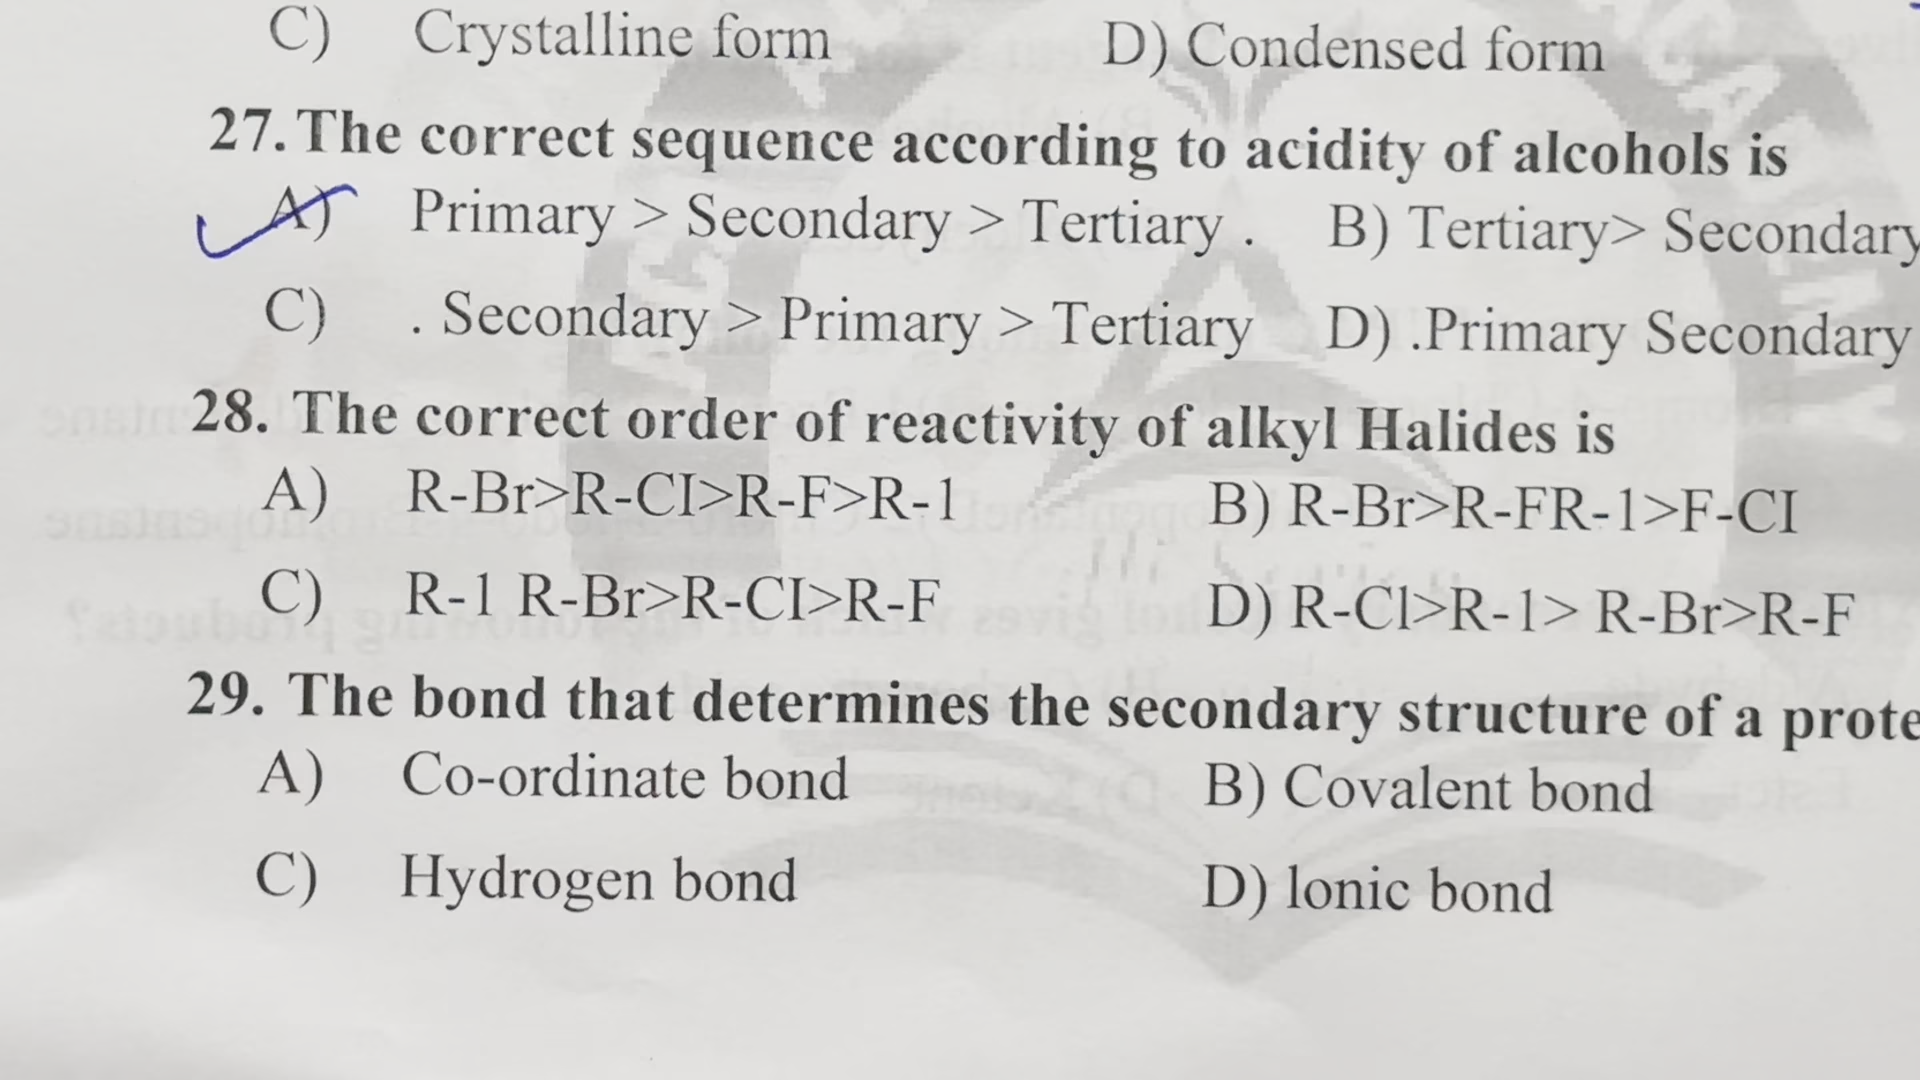 C) Crystalline form D) Condensed form
27. The correct sequence according to acidity of alcohols is
A) Primary > Secondary > Tertiary . B) Tertiary> Secondary
C) . Secondary > Primary > Tertiary D) .Primary Secondary
28. The correct order of reactivity of alkyl Halides is
A) R-Br>R-CI>R-F>R-1 B) R-Br>R-FR-1>F-CI
C) R-1 R-Br>R-CI>R-F D) R-Cl>R-1> R-Br>R-F
29. The bond that determines the secondary structure of a prote
A) Co-ordinate bond B) Covalent bond
C) Hydrogen bond D) lonic bond